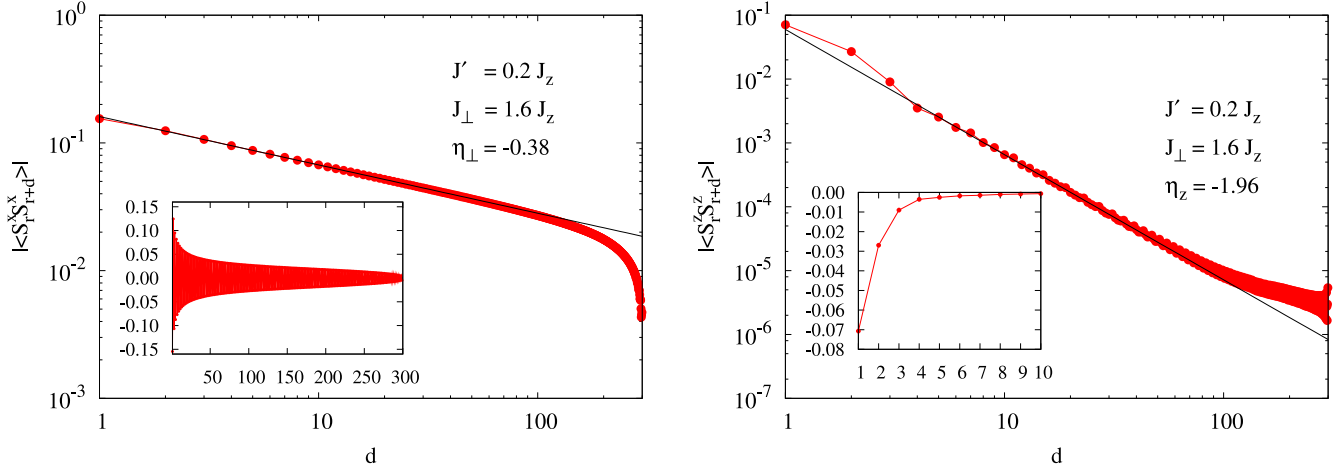 10^0
10^-1
10^-2
10^-3
|<S^x_r S^x_{r+d}>|
J′ = 0.2 J_z
J_⊥ = 1.6 J_z
η_⊥ = -0.38
0.15
0.10
0.05
0.00
-0.05
-0.10
-0.15
50 100 150 200 250 300
1 10 100
d
10^-1
10^-2
10^-3
10^-4
10^-5
10^-6
10^-7
|<S^z_r S^z_{r+d}>|
J′ = 0.2 J_z
J_⊥ = 1.6 J_z
η_z = -1.96
0.00
-0.01
-0.02
-0.03
-0.04
-0.05
-0.06
-0.07
-0.08
1 2 3 4 5 6 7 8 9 10
1 10 100
d